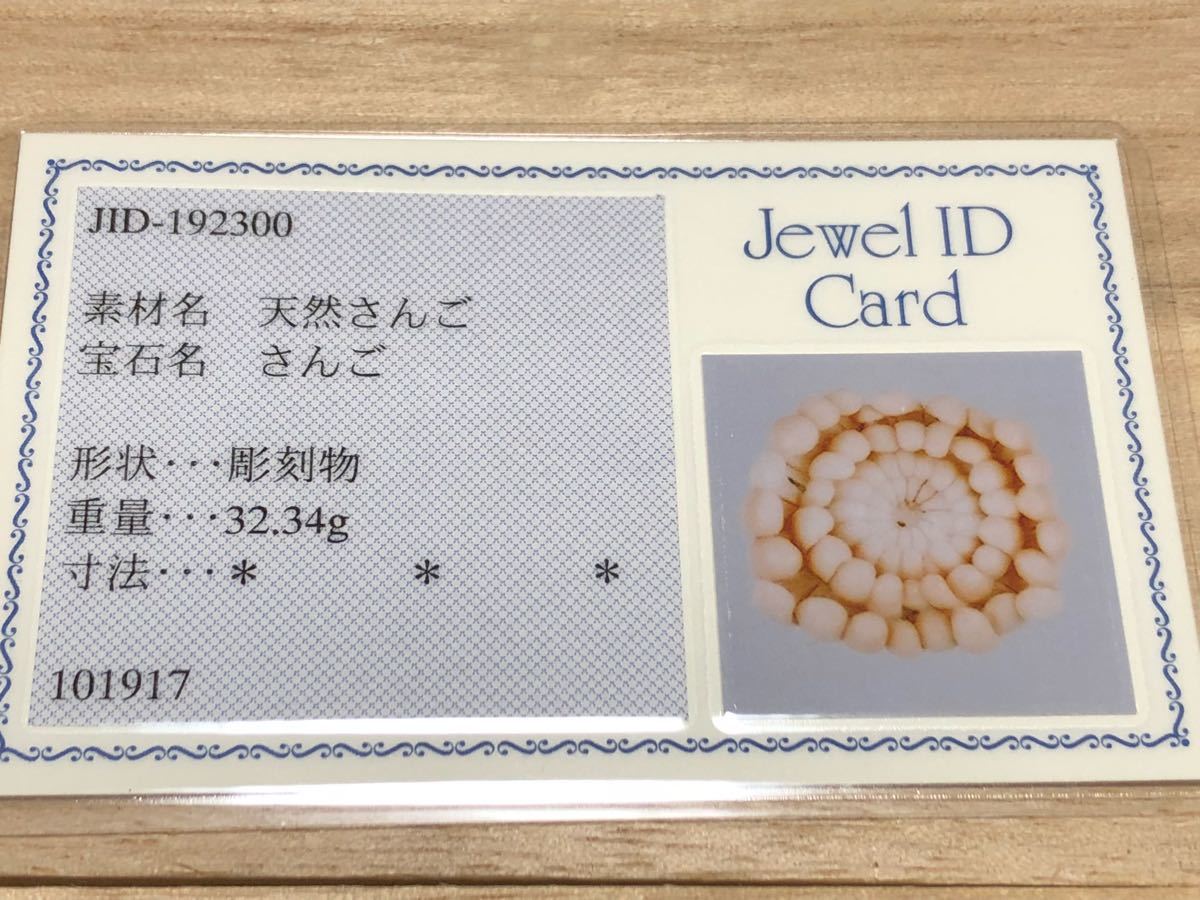 JID-192300
素材名 天然さんご
宝石名 さんご
形状･･･彫刻物
重量･･･32.34g
寸法･･･* * *
101917
Jewel ID
Card